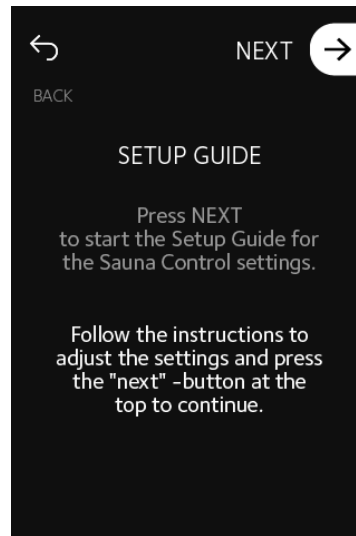 NEXT
BACK
SETUP GUIDE
Press NEXT
to start the Setup Guide for
the Sauna Control settings.
Follow the instructions to
adjust the settings and press
the "next" -button at the
top to continue.